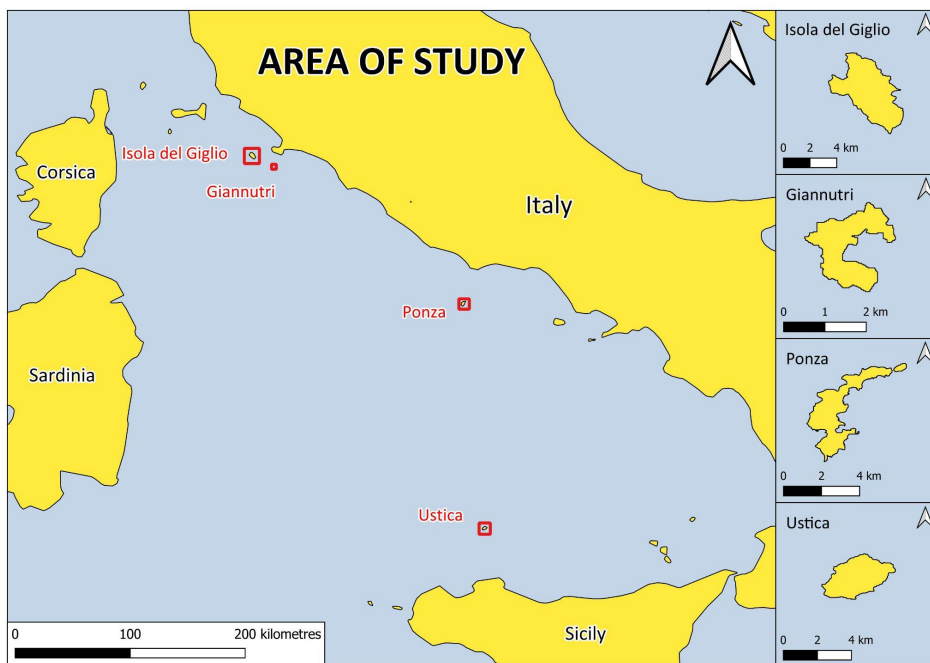 AREA OF STUDY
Isola del Giglio
Giannutri
Corsica
Italy
Ponza
Sardinia
Ustica
Sicily
0 100 200 kilometres
Isola del Giglio
0 2 4 km
Giannutri
0 1 2 km
Ponza
0 2 4 km
Ustica
0 2 4 km